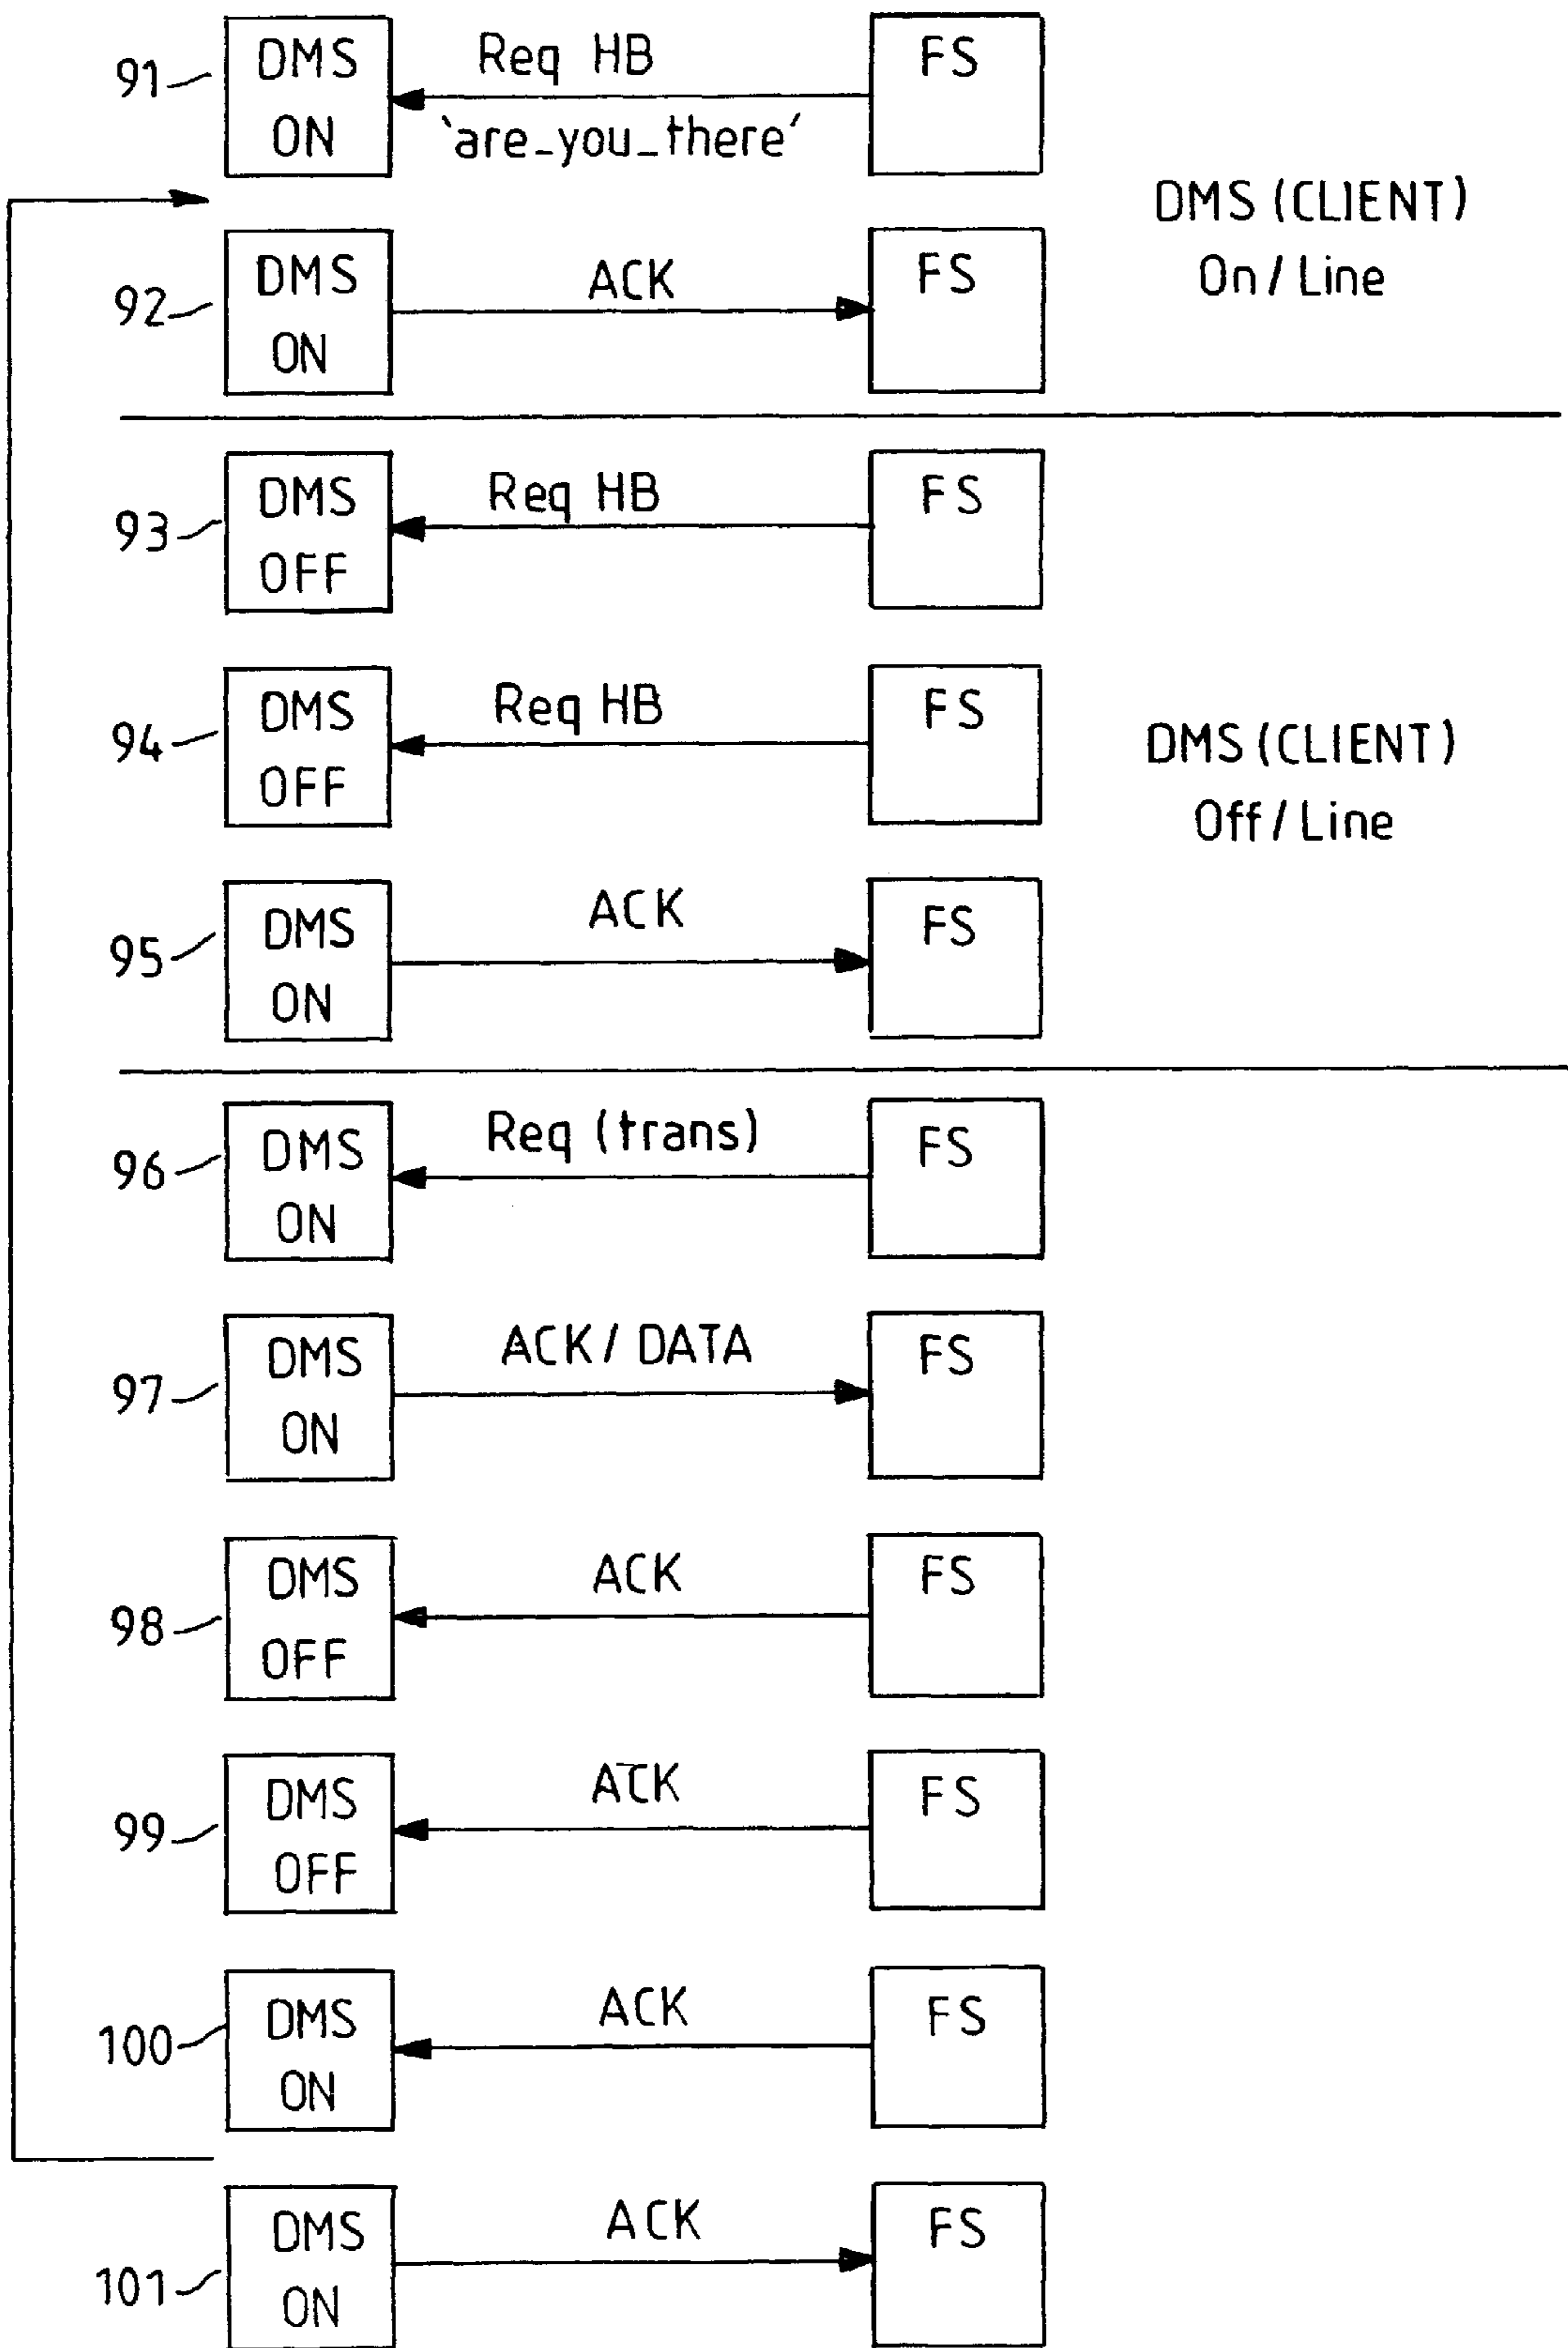 91
DMS
ON
Req HB
'are_you_there'
FS
DMS (CLIENT)
On / Line
92
DMS
ON
ACK
FS
93
DMS
OFF
Req HB
FS
94
DMS
OFF
Req HB
FS
DMS (CLIENT)
Off / Line
95
DMS
ON
ACK
FS
96
DMS
ON
Req (trans)
FS
97
DMS
ON
ACK / DATA
FS
98
DMS
OFF
ACK
FS
99
DMS
OFF
ACK
FS
100
DMS
ON
ACK
FS
101
DMS
ON
ACK
FS